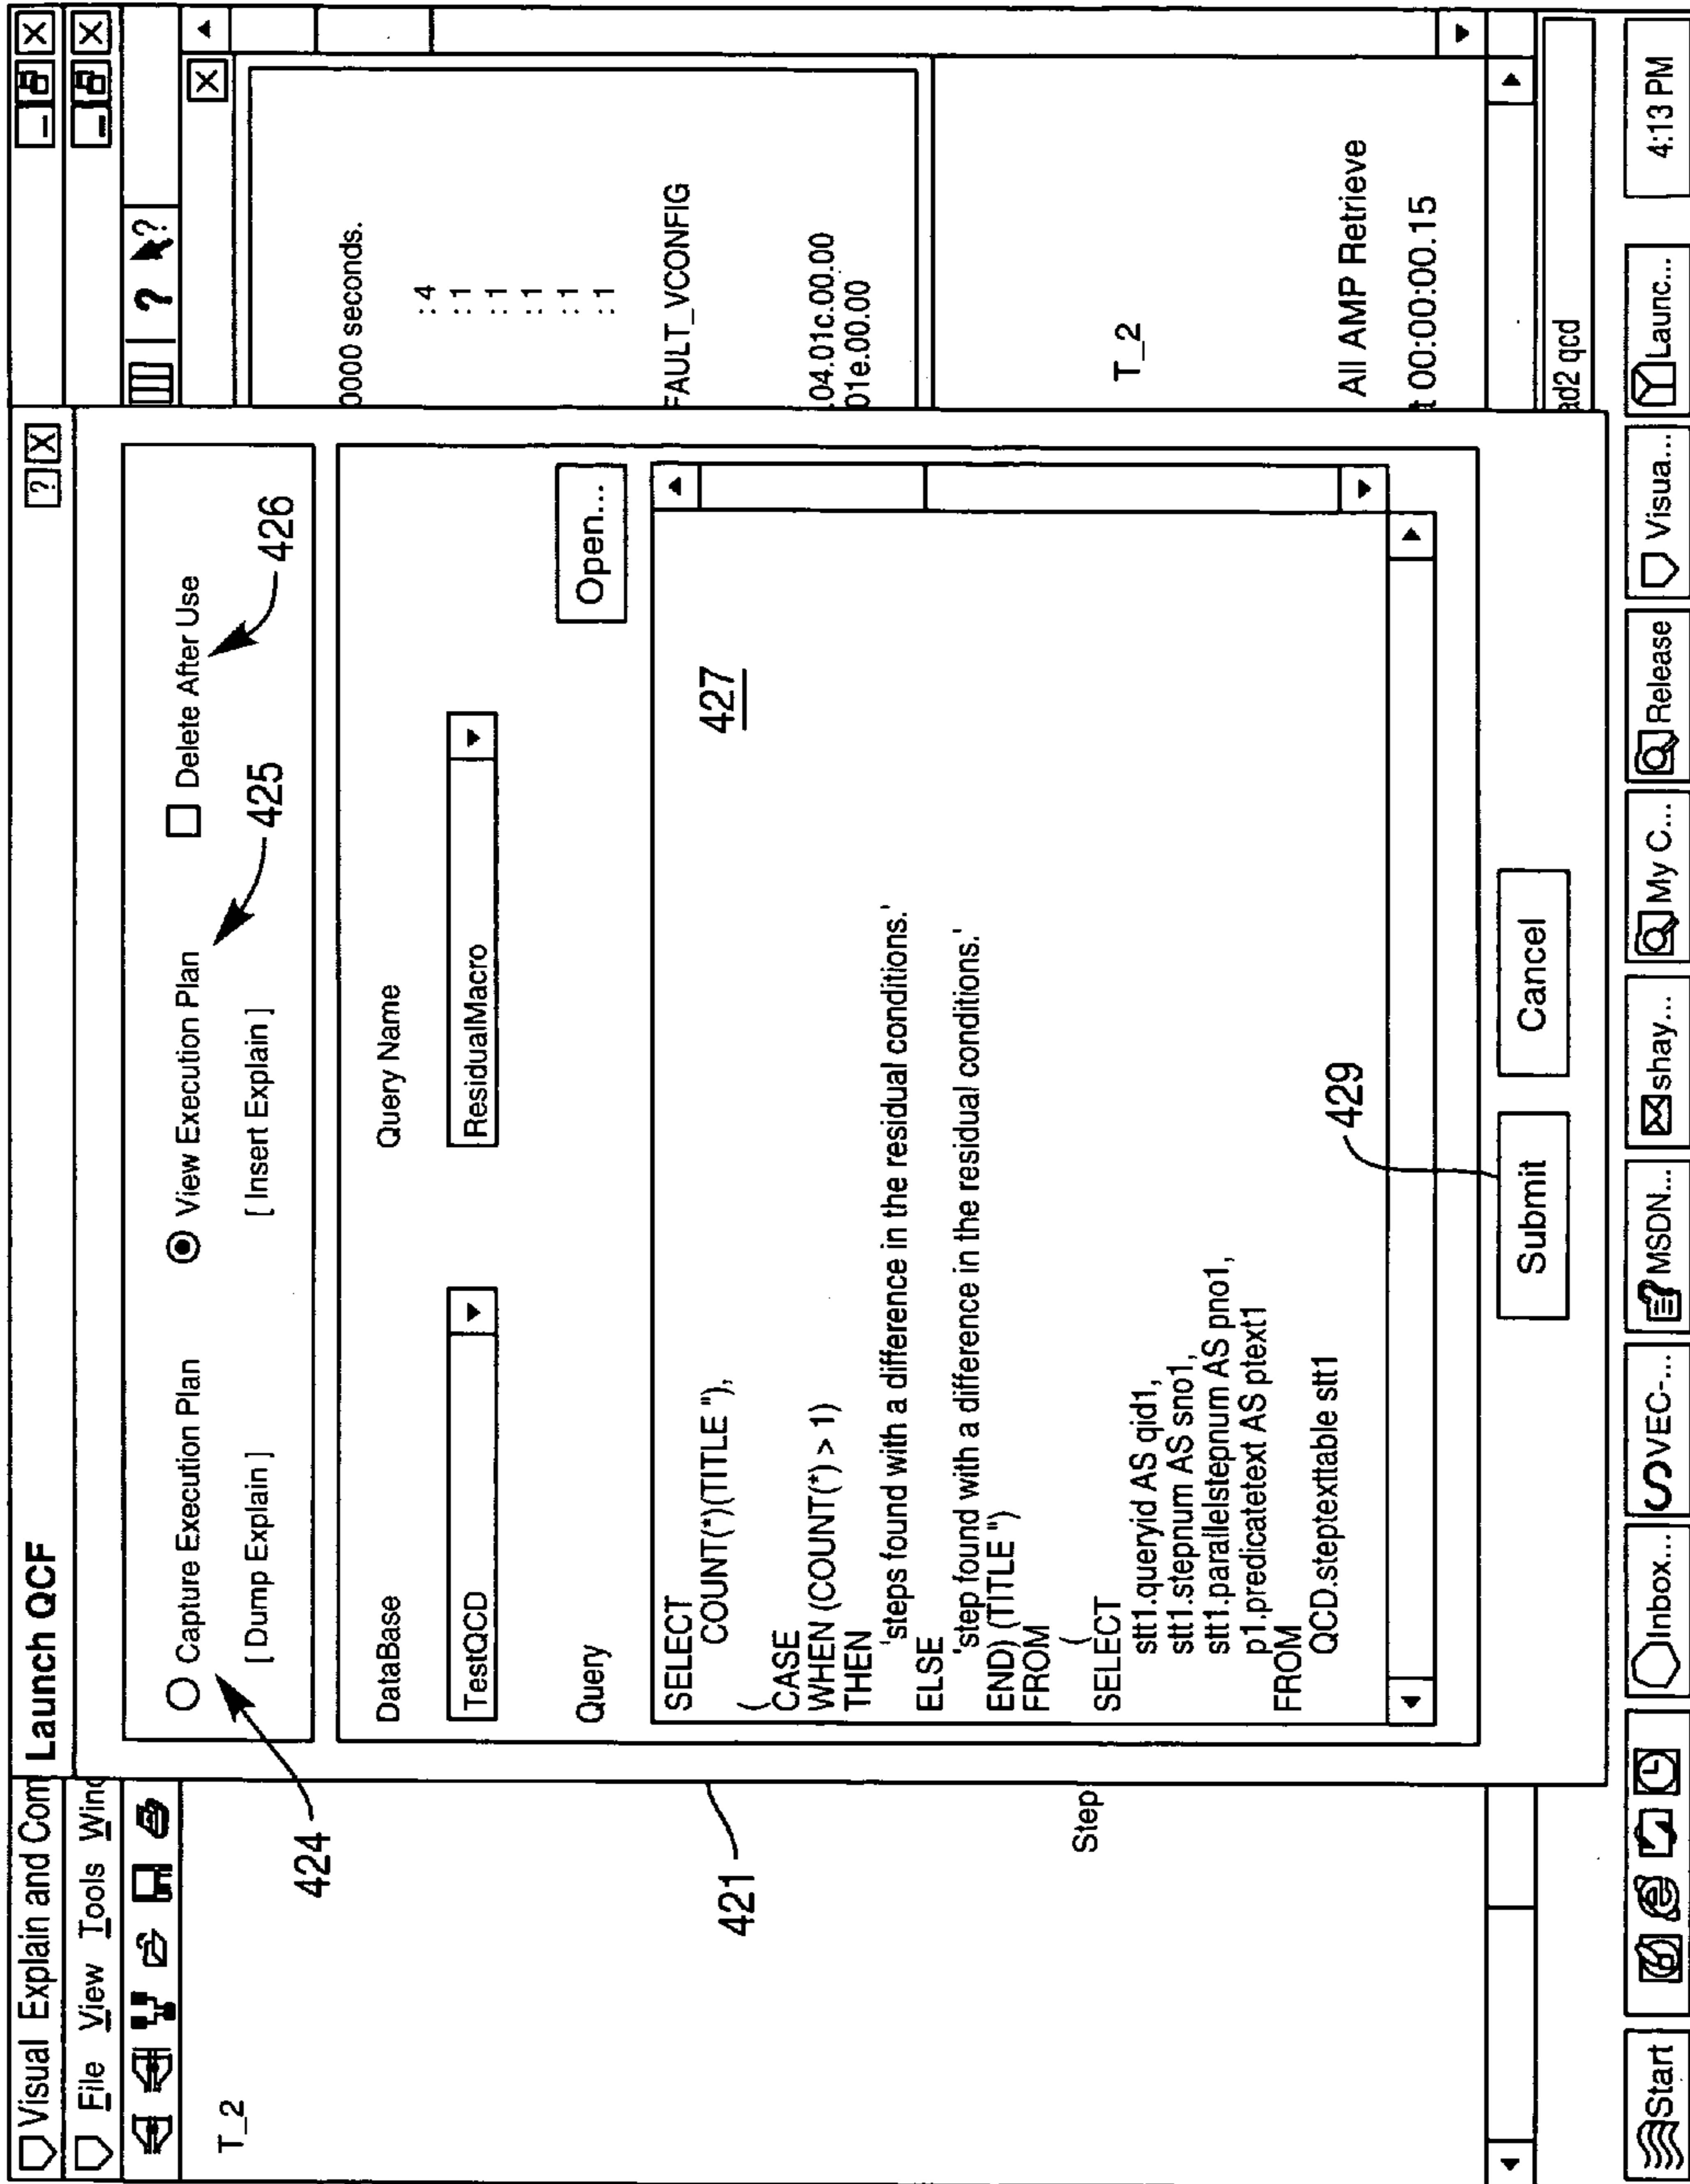 Visual Explain and Com
Launch QCF
File View Tools Wind
?
T_2
424
Capture Execution Plan
[ Dump Explain ]
View Execution Plan
[ Insert Explain ]
425
Delete After Use
426
DataBase
TestQCD
Query Name
ResidualMacro
Query
Open...
427
SELECT
COUNT(*)(TITLE "),
(
CASE
WHEN (COUNT(*) > 1)
THEN
'steps found with a difference in the residual conditions.'
ELSE
'step found with a difference in the residual conditions.'
END) (TITLE ")
FROM
(
SELECT
stt1.queryid AS qid1,
stt1.stepnum AS sno1,
stt1.parallelstepnum AS pno1,
p1.predicatetext AS ptext1
FROM
QCD.steptexttable stt1
421
Step
429
Submit
Cancel
?
?
0000 seconds.
: 4
: 1
: 1
: 1
: 1
: 1
FAULT_VCONFIG
.04.01c.00.00
01e.00.00
T_2
All AMP Retrieve
t 00:00:00.15
ad2 qcd
Start
Inbox...
VEC-...
MSDN...
shay...
My C...
Release
Visua...
Launc...
4:13 PM